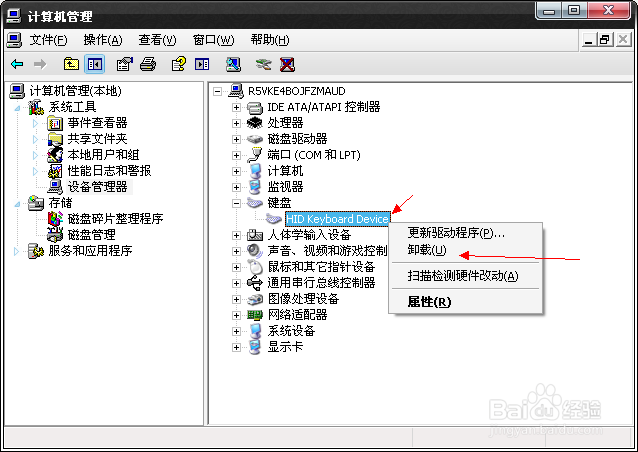 计算机管理
文件(F) 操作(A) 查看(V) 窗口(W) 帮助(H)
计算机管理(本地)
系统工具
事件查看器
共享文件夹
本地用户和组
性能日志和警报
设备管理器
存储
磁盘碎片整理程序
磁盘管理
服务和应用程序
R5VKE4BOJFZMAUD
IDE ATA/ATAPI 控制器
处理器
磁盘驱动器
端口 (COM 和 LPT)
计算机
监视器
键盘
HID Keyboard Device
人体学输入设备
声音、视频和游戏控制
鼠标和其它指针设备
通用串行总线控制器
图像处理设备
网络适配器
系统设备
显示卡
更新驱动程序(P)...
卸载(U)
扫描检测硬件改动(A)
属性(R)
Baidu 经验
jingyan.baidu.com